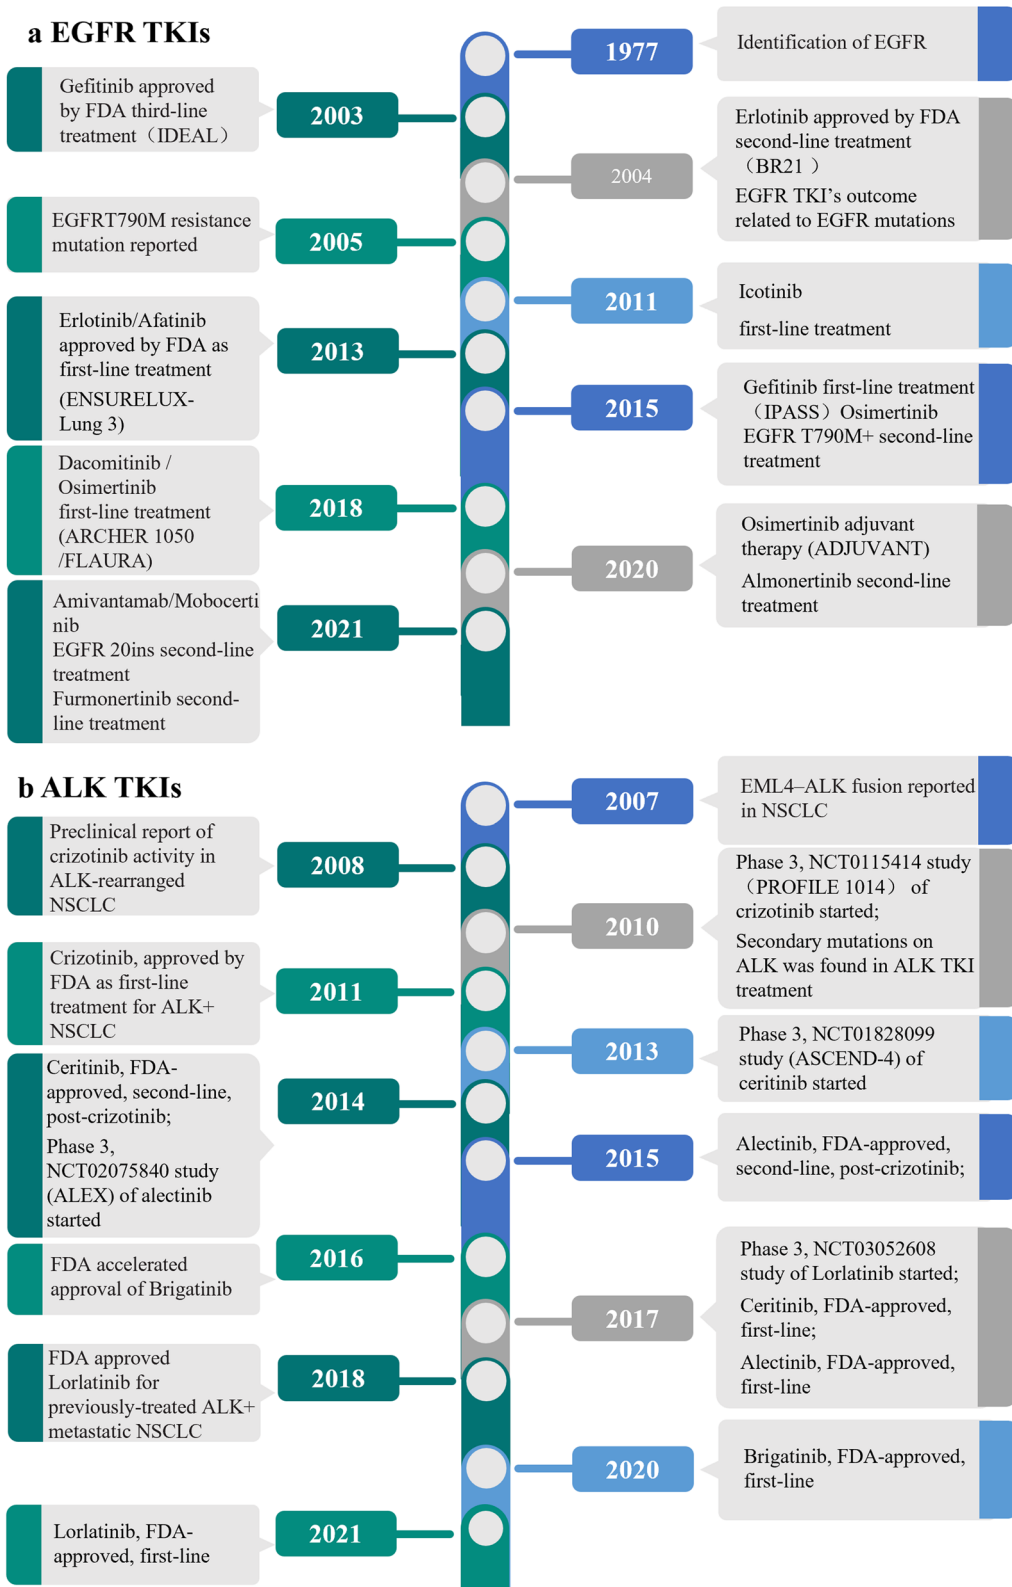 a EGFR TKIs
1977
Identification of EGFR
Gefitinib approved
by FDA third-line
treatment（IDEAL）
2003
Erlotinib approved by FDA
second-line treatment
（BR21 ）
EGFR TKI’s outcome
related to EGFR mutations
2004
EGFRT790M resistance
mutation reported
2005
2011
Icotinib
first-line treatment
Erlotinib/Afatinib
approved by FDA as
first-line treatment
(ENSURELUX-
Lung 3)
2013
2015
Gefitinib first-line treatment
（IPASS）Osimertinib
EGFR T790M+ second-line
treatment
Dacomitinib /
Osimertinib
first-line treatment
(ARCHER 1050
/FLAURA)
2018
2020
Osimertinib adjuvant
therapy (ADJUVANT)
Almonertinib second-line
treatment
Amivantamab/Mobocerti
nib
EGFR 20ins second-line
treatment
Furmonertinib second-
line treatment
2021
b ALK TKIs
2007
EML4–ALK fusion reported
in NSCLC
Preclinical report of
crizotinib activity in
ALK-rearranged
NSCLC
2008
2010
Phase 3, NCT0115414 study
（PROFILE 1014） of
crizotinib started;
Secondary mutations on
ALK was found in ALK TKI
treatment
Crizotinib, approved by
FDA as first-line
treatment for ALK+
NSCLC
2011
2013
Phase 3, NCT01828099
study (ASCEND-4) of
ceritinib started
Ceritinib, FDA-
approved, second-line,
post-crizotinib;
Phase 3,
NCT02075840 study
(ALEX) of alectinib
started
2014
2015
Alectinib, FDA-approved,
second-line, post-crizotinib;
FDA accelerated
approval of Brigatinib
2016
2017
Phase 3, NCT03052608
study of Lorlatinib started;
Ceritinib, FDA-approved,
first-line;
Alectinib, FDA-approved,
first-line
FDA approved
Lorlatinib for
previously-treated ALK+
metastatic NSCLC
2018
2020
Brigatinib, FDA-approved,
first-line
Lorlatinib, FDA-
approved, first-line
2021